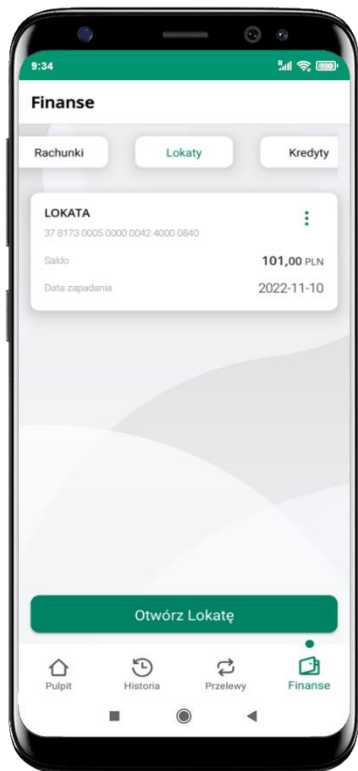 9:34
Finanse
Rachunki Lokaty Kredyty
LOKATA
37 8173 0005 0000 0042 4000 0840
Saldo 101,00 PLN
Data zapadania 2022-11-10
Otwórz Lokatę
Pulpit Historia Przelewy Finanse